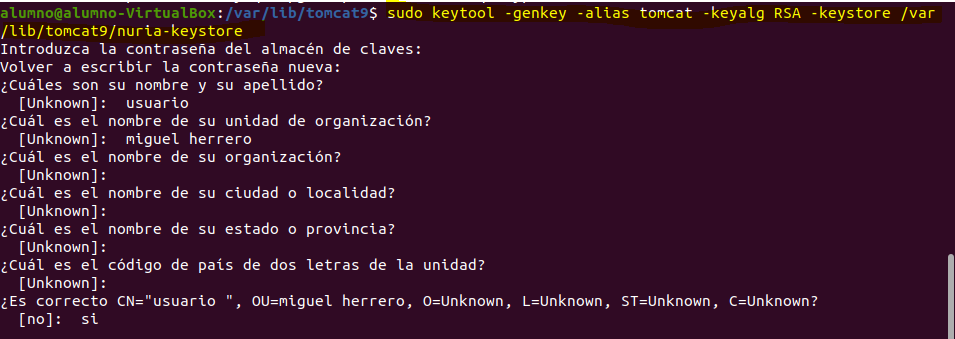 alumno@alumno-VirtualBox:/var/lib/tomcat9$ sudo keytool -genkey -alias tomcat -keyalg RSA -keystore /var
/lib/tomcat9/nuria-keystore
Introduzca la contraseña del almacén de claves:
Volver a escribir la contraseña nueva:
¿Cuáles son su nombre y su apellido?
  [Unknown]:  usuario
¿Cuál es el nombre de su unidad de organización?
  [Unknown]:  miguel herrero
¿Cuál es el nombre de su organización?
  [Unknown]:
¿Cuál es el nombre de su ciudad o localidad?
  [Unknown]:
¿Cuál es el nombre de su estado o provincia?
  [Unknown]:
¿Cuál es el código de país de dos letras de la unidad?
  [Unknown]:
¿Es correcto CN="usuario ", OU=miguel herrero, O=Unknown, L=Unknown, ST=Unknown, C=Unknown?
  [no]:  si